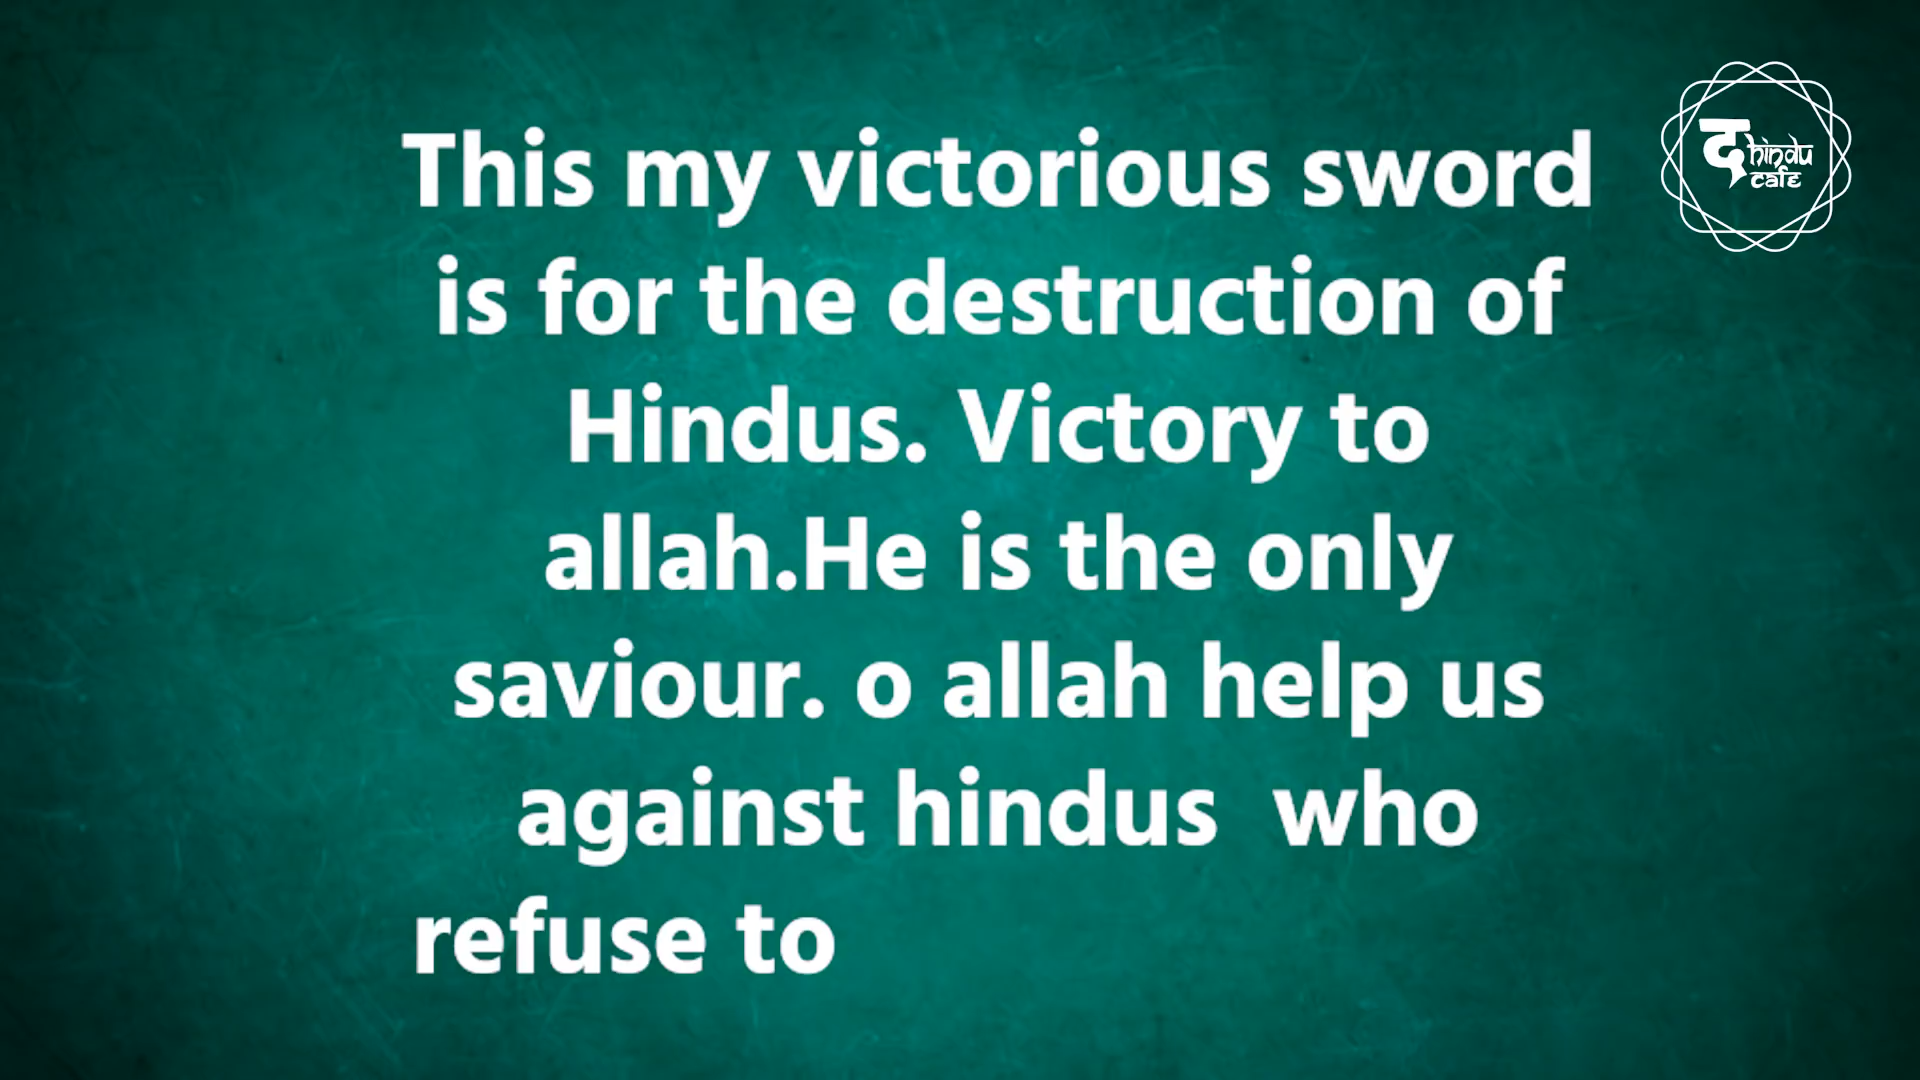 This my victorious sword
is for the destruction of
Hindus. Victory to
allah.He is the only
saviour. o allah help us
against hindus  who
refuse to
द hindu
cafe